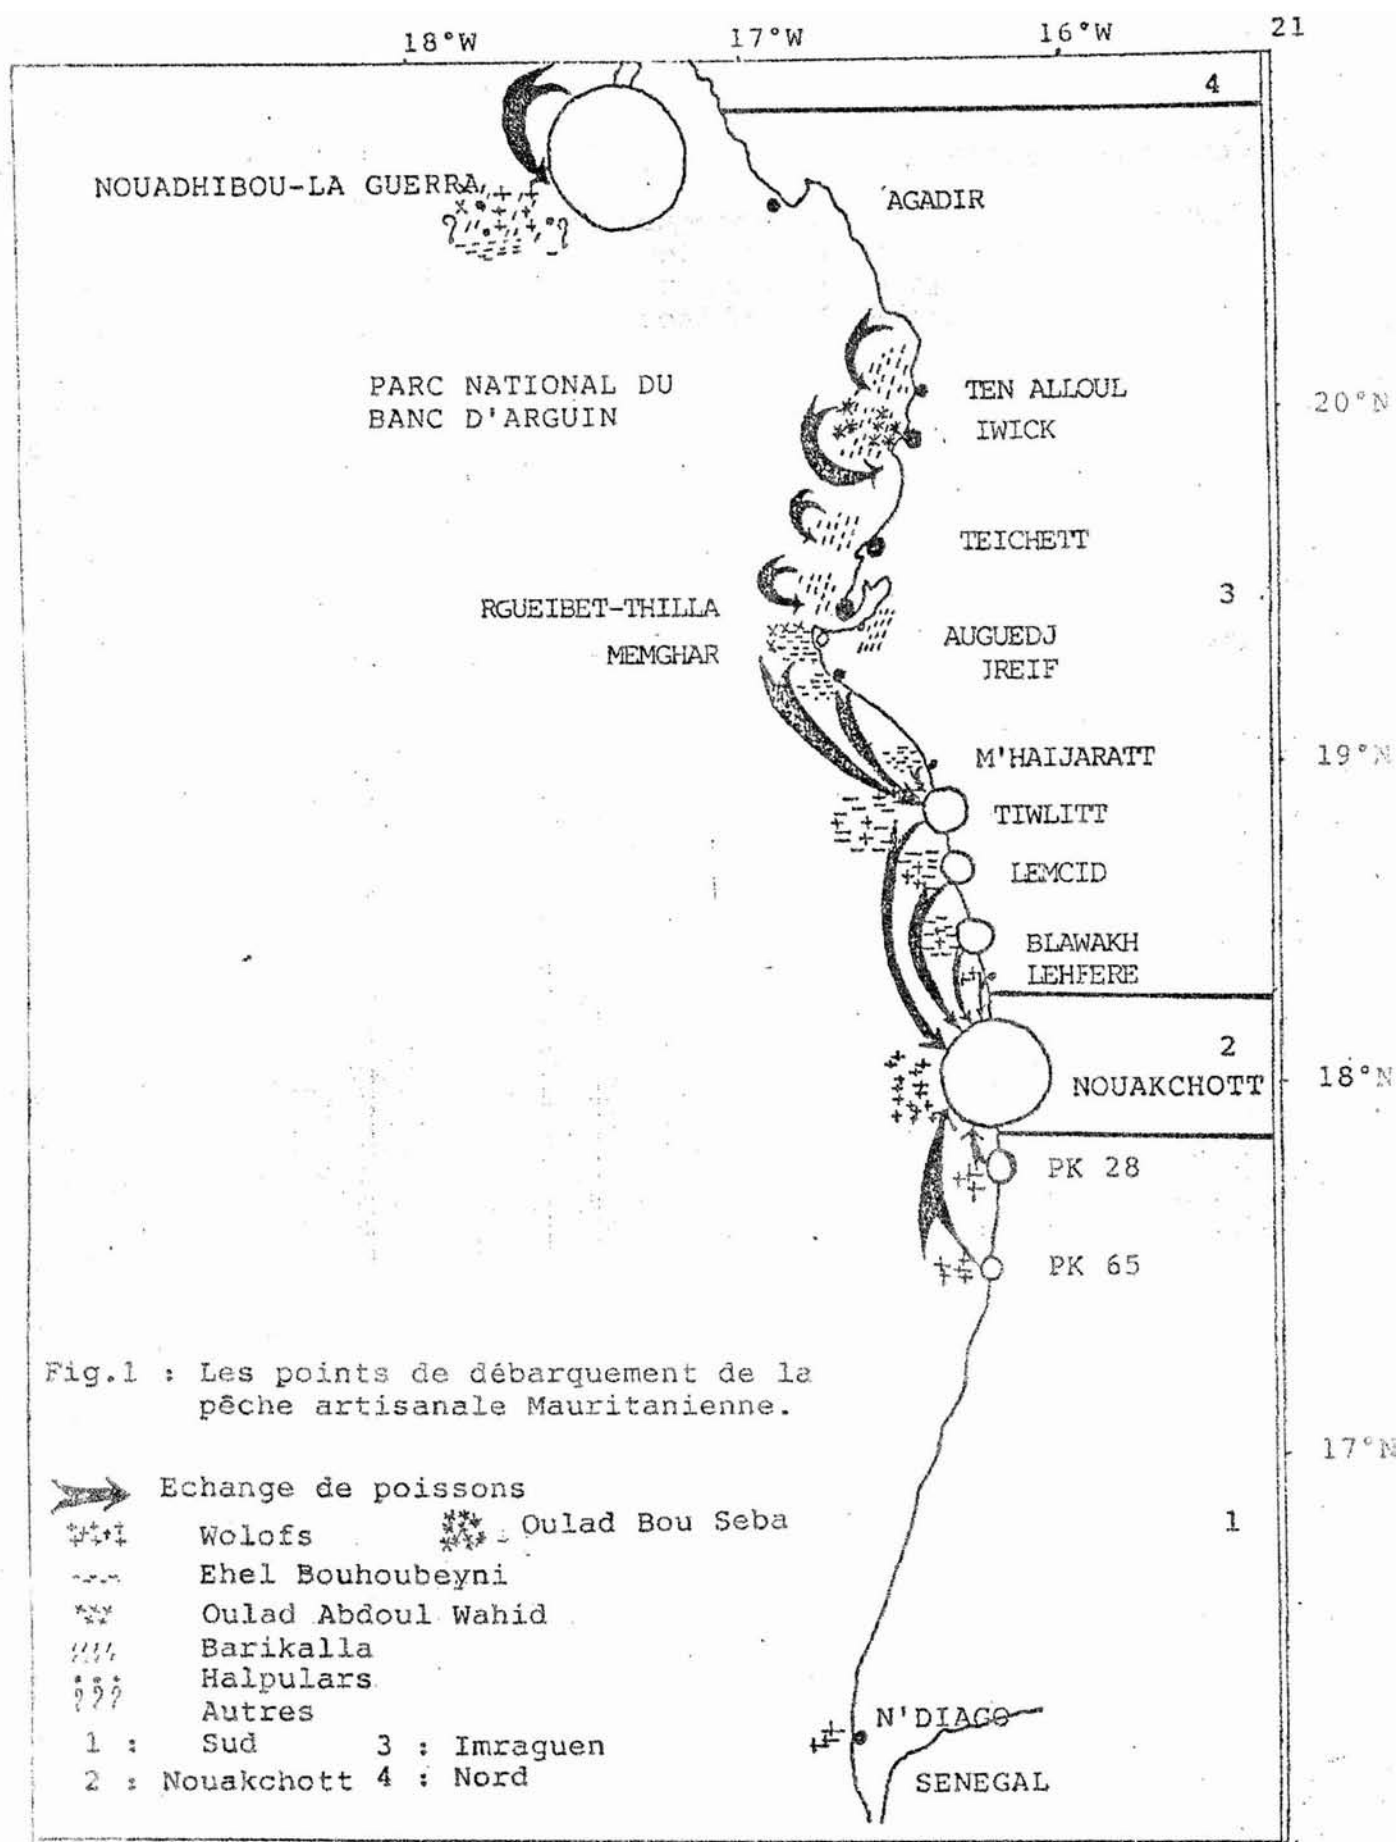 18°W 17°W 16°W 21
4
NOUADHIBOU-LA GUERRA
AGADIR
PARC NATIONAL DU
BANC D'ARGUIN
TEN ALLOUL
20°N
IWICK
TEICHETT
3
RGUEIBET-THILLA
AUGUEDJ
MEMGHAR
JREIF
M'HAIJARATT
19°N
TIWLITT
LEMCID
BLAWAKH
LEHFERE
2
NOUAKCHOTT
18°N
PK 28
PK 65
Fig.1 : Les points de débarquement de la
pêche artisanale Mauritanienne.
17°N
Echange de poissons
Wolofs
Oulad Bou Seba
1
Ehel Bouhoubeyni
Oulad Abdoul Wahid
Barikalla
Halpulars
??? Autres
1 : Sud 3 : Imraguen
2 : Nouakchott 4 : Nord
N'DIAGO
SENEGAL